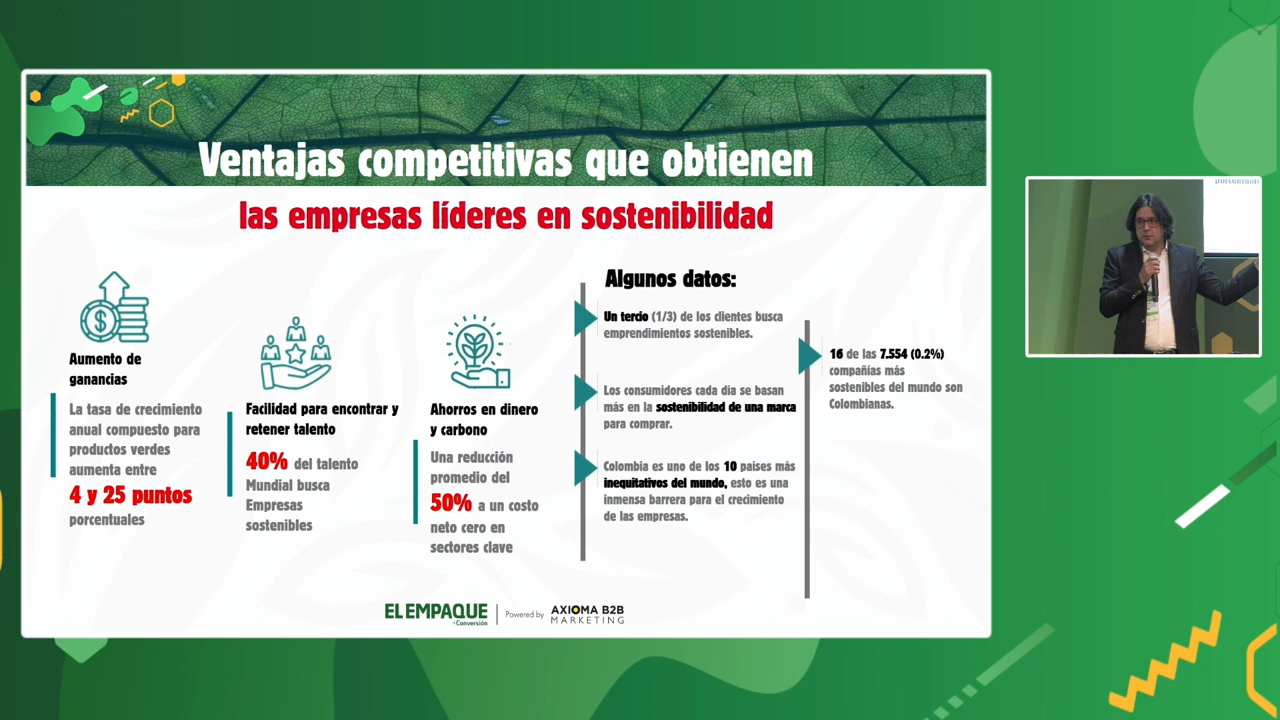 Ventajas competitivas que obtienen
las empresas líderes en sostenibilidad
Aumento de
ganancias
La tasa de crecimiento
anual compuesto para
productos verdes
aumenta entre
4 y 25 puntos
porcentuales
Facilidad para encontrar y
retener talento
40% del talento
Mundial busca
Empresas
sostenibles
Ahorros en dinero
y carbono
Una reducción
promedio del
50% a un costo
neto cero en
sectores clave
Algunos datos:
Un tercio (1/3) de los clientes busca
emprendimientos sostenibles.
Los consumidores cada día se basan
más en la sostenibilidad de una marca
para comprar.
Colombia es uno de los 10 países más
inequitativos del mundo, esto es una
inmensa barrera para el crecimiento
de las empresas.
16 de las 7.554 (0.2%)
compañías más
sostenibles del mundo son
Colombianas.
EL EMPAQUE
+Conversión
Powered by
AXIOMA B2B
MARKETING